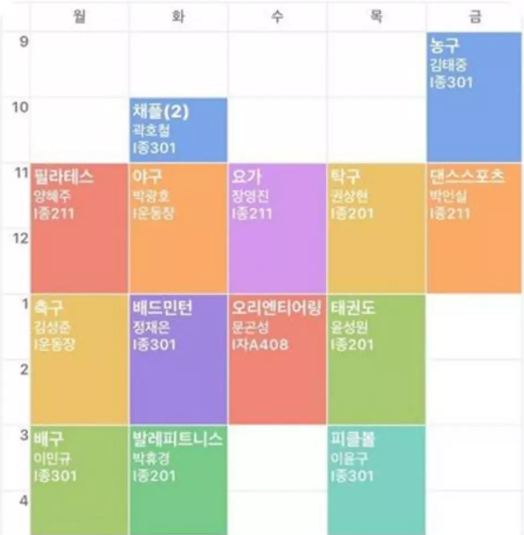 월 화 수 목 금
9
농구
김태중
I종301
10
채플(2)
곽호철
I종301
11
필라테스
양혜주
I종211
야구
박광호
I운동장
요가
장영진
I종211
탁구
권상현
I종201
댄스스포츠
박인실
I종211
12
1
축구
김성준
I운동장
배드민턴
정재은
I종301
오리엔티어링
문곤성
I자A408
태권도
윤성원
I종201
2
3
배구
이민규
I종301
발레피트니스
박휴경
I종201
피클볼
이윤구
I종301
4